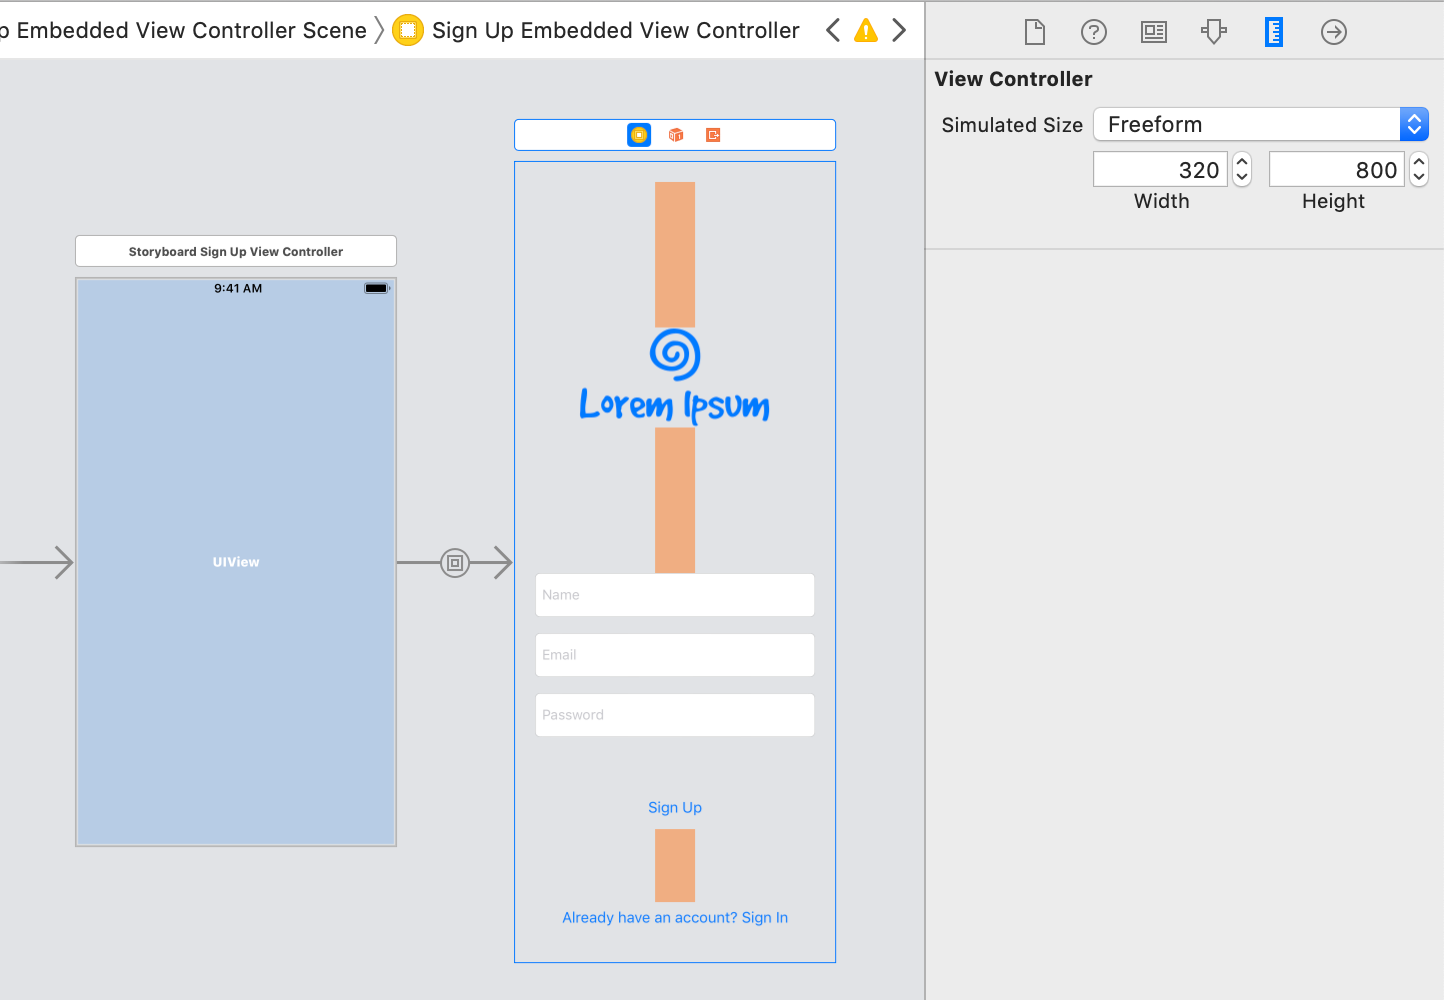 p Embedded View Controller Scene
Sign Up Embedded View Controller
View Controller
Simulated Size
Freeform
320
800
Width
Height
Storyboard Sign Up View Controller
9:41 AM
UIView
Lorem Ipsum
Name
Email
Password
Sign Up
Already have an account? Sign In